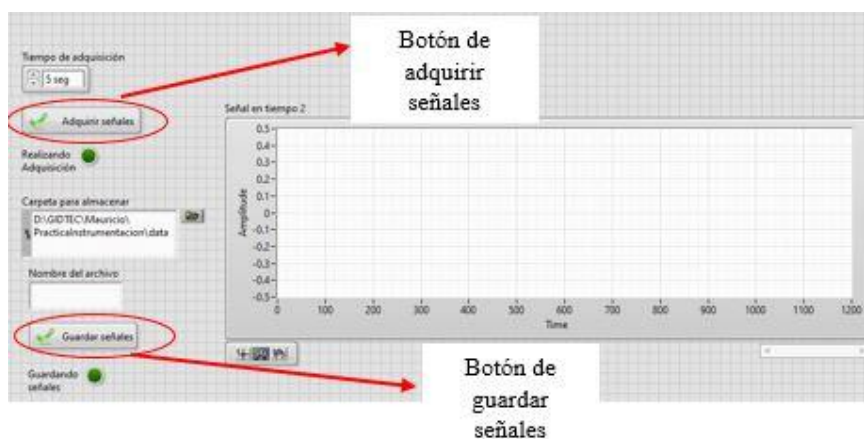 Botón de
adquirir
señales
Tiempo de adquisición
5 seg
Adquirir señales
Realizando
Adquisición
Carpeta para almacenar
D:\GIDTEC\Mauricio\
PracticaInstrumentacion\data
Nombre del archivo
Guardar señales
Guardando
señales
Señal en tiempo 2
Amplitude
0.5
0.4
0.3
0.2
0.1
0
-0.1
-0.2
-0.3
-0.4
-0.5
0 100 200 300 400 500 600 700 800 900 1000 1100 1200
Time
Botón de
guardar
señales